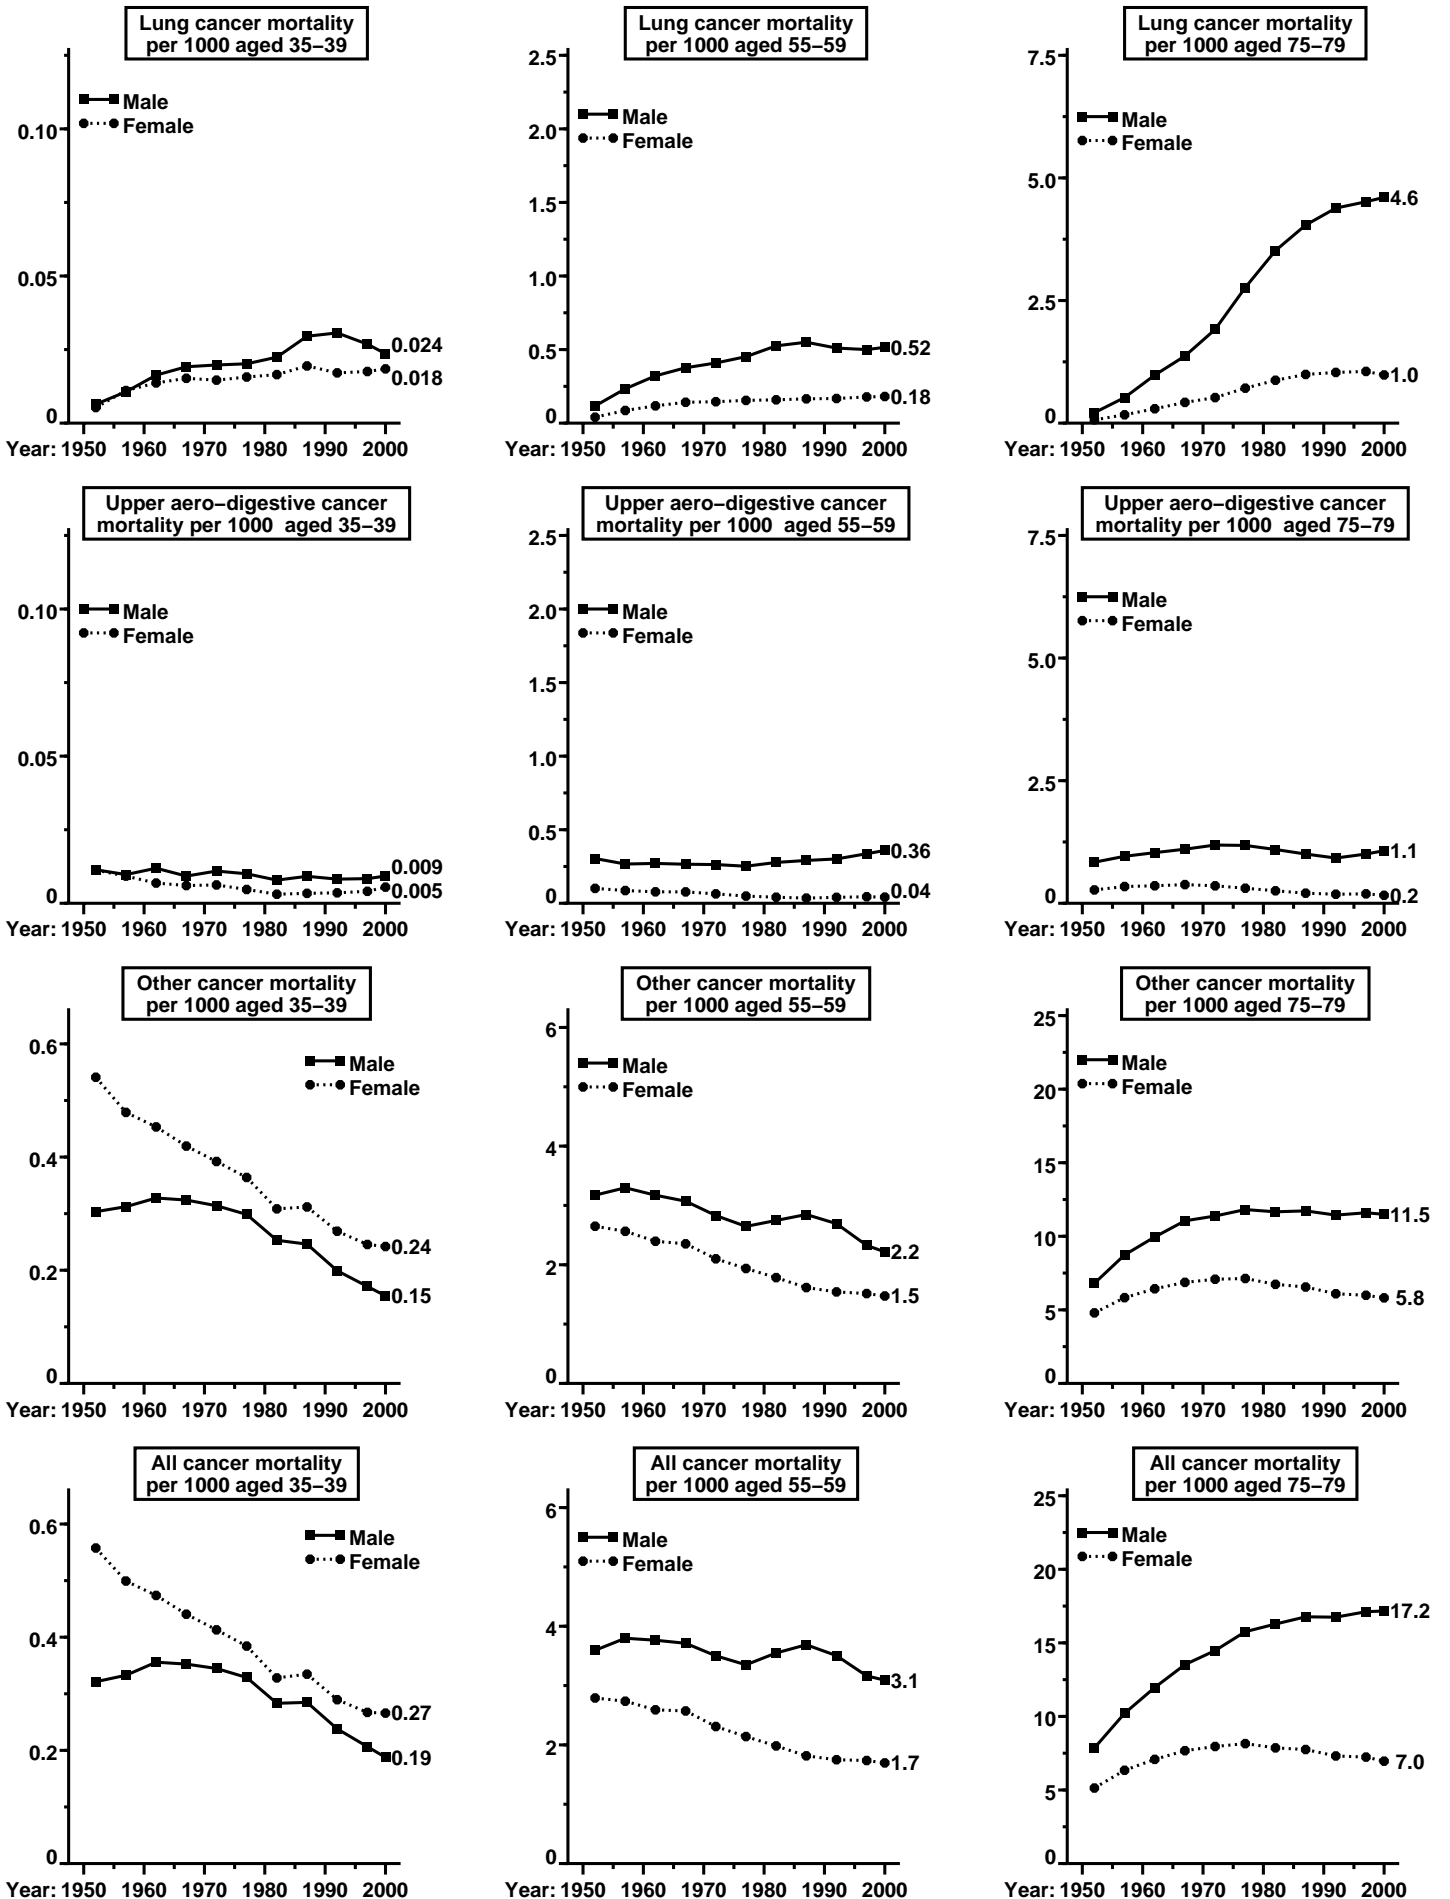 Lung cancer mortality
per 1000 aged 35–39
Male
Female
0.10
0.05
0
0.024
0.018
Year: 1950 1960 1970 1980 1990 2000
Lung cancer mortality
per 1000 aged 55–59
2.5
Male
Female
2.0
1.5
1.0
0.5
0
0.52
0.18
Year: 1950 1960 1970 1980 1990 2000
Lung cancer mortality
per 1000 aged 75–79
7.5
Male
Female
5.0
2.5
0
4.6
1.0
Year: 1950 1960 1970 1980 1990 2000
Upper aero–digestive cancer
mortality per 1000 aged 35–39
0.10
Male
Female
0.05
0
0.009
0.005
Year: 1950 1960 1970 1980 1990 2000
Upper aero–digestive cancer
mortality per 1000 aged 55–59
2.5
2.0
Male
Female
1.5
1.0
0.5
0
0.36
0.04
Year: 1950 1960 1970 1980 1990 2000
Upper aero–digestive cancer
mortality per 1000 aged 75–79
7.5
Male
Female
5.0
2.5
0
1.1
0.2
Year: 1950 1960 1970 1980 1990 2000
Other cancer mortality
per 1000 aged 35–39
0.6
Male
Female
0.4
0.2
0
0.24
0.15
Year: 1950 1960 1970 1980 1990 2000
Other cancer mortality
per 1000 aged 55–59
6
Male
Female
4
2
0
2.2
1.5
Year: 1950 1960 1970 1980 1990 2000
Other cancer mortality
per 1000 aged 75–79
25
Male
Female
20
15
10
5
0
11.5
5.8
Year: 1950 1960 1970 1980 1990 2000
All cancer mortality
per 1000 aged 35–39
0.6
Male
Female
0.4
0.2
0
0.27
0.19
Year: 1950 1960 1970 1980 1990 2000
All cancer mortality
per 1000 aged 55–59
6
Male
Female
4
2
0
3.1
1.7
Year: 1950 1960 1970 1980 1990 2000
All cancer mortality
per 1000 aged 75–79
25
Male
Female
20
15
10
5
0
17.2
7.0
Year: 1950 1960 1970 1980 1990 2000